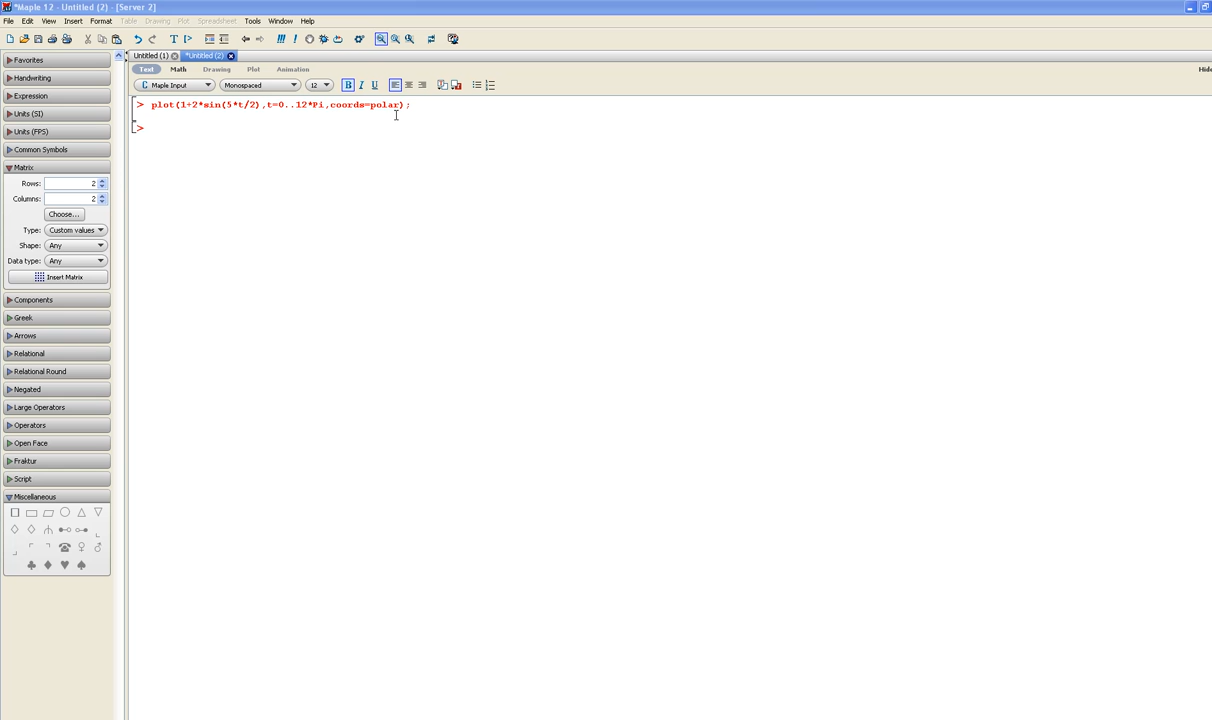 *Maple 12 - Untitled (2) - [Server 2]
File Edit View Insert Format Table Drawing Plot Spreadsheet Tools Window Help
Untitled (1) *Untitled (2)
Text Math Drawing Plot Animation Hide
C Maple Input Monospaced 12 B I U
> plot(1+2*sin(5*t/2),t=0..12*Pi,coords=polar);
>
Favorites
Handwriting
Expression
Units (SI)
Units (FPS)
Common Symbols
Matrix
Rows: 2
Columns: 2
Choose...
Type: Custom values
Shape: Any
Data type: Any
Insert Matrix
Components
Greek
Arrows
Relational
Relational Round
Negated
Large Operators
Operators
Open Face
Fraktur
Script
Miscellaneous